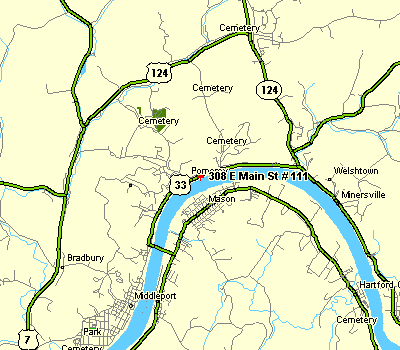 Cemetery
124
Cemetery
124
Cemetery
Cemetery
308 E Main St # 111
33
Welshtown
Minersville
Mason
Bradbury
Middleport
Hartford
Cemetery
7
Park
Cemetery